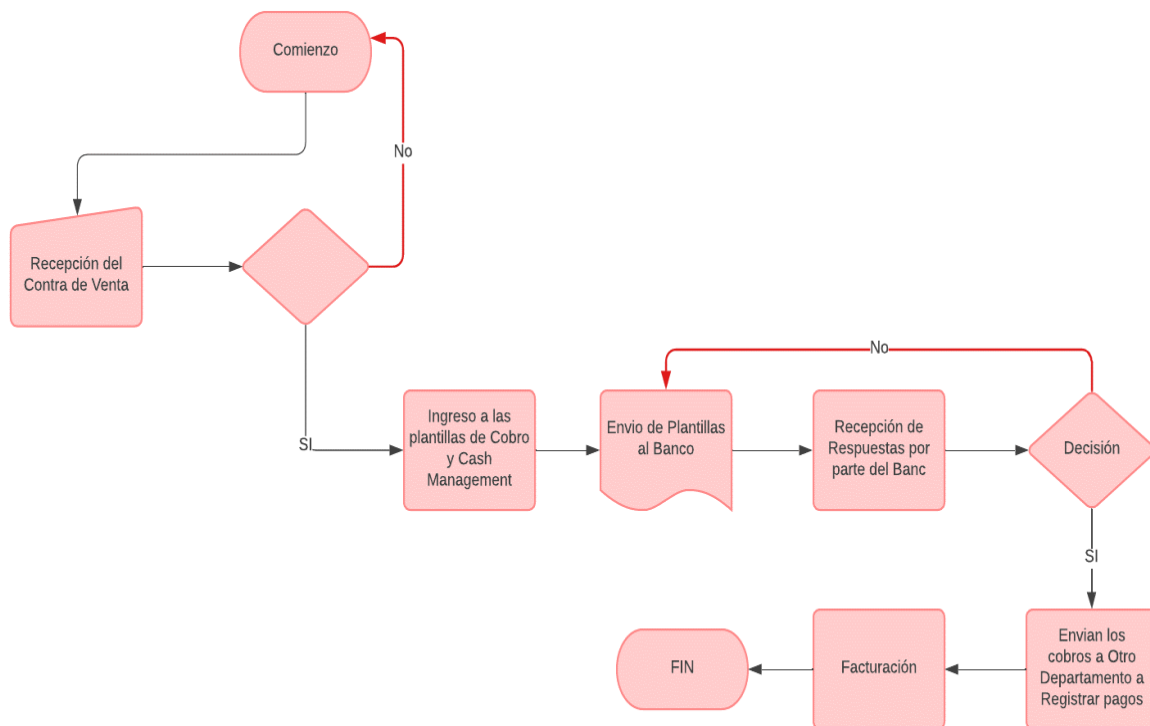 Comienzo
No
Recepción del
Contra de Venta
SI
No
Ingreso a las
plantillas de Cobro
y Cash
Management
Envio de Plantillas
al Banco
Recepción de
Respuestas por
parte del Banc
Decisión
SI
Envian los
cobros a Otro
Departamento a
Registrar pagos
Facturación
FIN